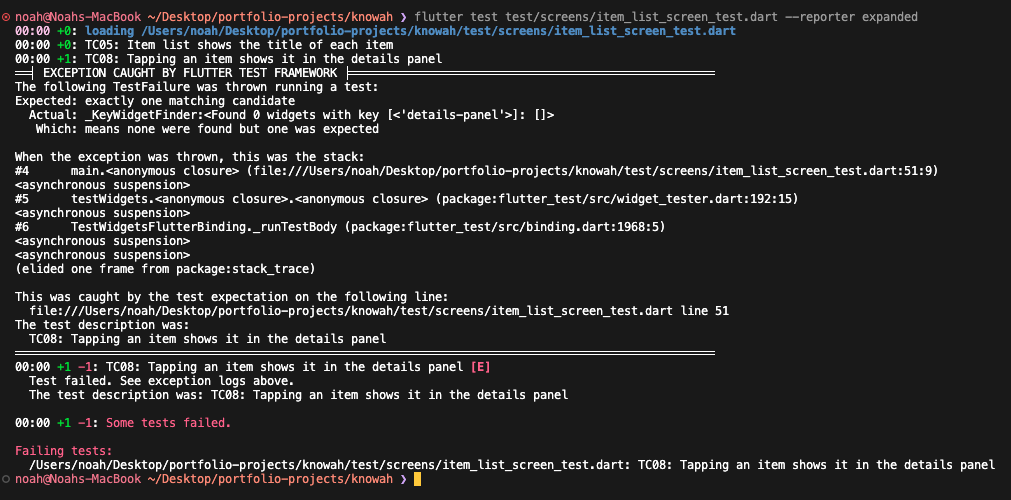 noah@Noahs-MacBook ~/Desktop/portfolio-projects/knowah ❯ flutter test test/screens/item_list_screen_test.dart --reporter expanded
00:00 +0: loading /Users/noah/Desktop/portfolio-projects/knowah/test/screens/item_list_screen_test.dart
00:00 +0: TC05: Item list shows the title of each item
00:00 +1: TC08: Tapping an item shows it in the details panel
══╡ EXCEPTION CAUGHT BY FLUTTER TEST FRAMEWORK ╞════════════════════════════════════════════════════
The following TestFailure was thrown running a test:
Expected: exactly one matching candidate
  Actual: _KeyWidgetFinder:<Found 0 widgets with key [<'details-panel'>]: []>
   Which: means none were found but one was expected

When the exception was thrown, this was the stack:
#4      main.<anonymous closure> (file:///Users/noah/Desktop/portfolio-projects/knowah/test/screens/item_list_screen_test.dart:51:9)
<asynchronous suspension>
#5      testWidgets.<anonymous closure>.<anonymous closure> (package:flutter_test/src/widget_tester.dart:192:15)
<asynchronous suspension>
#6      TestWidgetsFlutterBinding._runTestBody (package:flutter_test/src/binding.dart:1968:5)
<asynchronous suspension>
<asynchronous suspension>
(elided one frame from package:stack_trace)

This was caught by the test expectation on the following line:
  file:///Users/noah/Desktop/portfolio-projects/knowah/test/screens/item_list_screen_test.dart line 51
The test description was:
  TC08: Tapping an item shows it in the details panel
════════════════════════════════════════════════════════════════════════════════════════════════════
00:00 +1 -1: TC08: Tapping an item shows it in the details panel [E]
  Test failed. See exception logs above.
  The test description was: TC08: Tapping an item shows it in the details panel

00:00 +1 -1: Some tests failed.

Failing tests:
  /Users/noah/Desktop/portfolio-projects/knowah/test/screens/item_list_screen_test.dart: TC08: Tapping an item shows it in the details panel
noah@Noahs-MacBook ~/Desktop/portfolio-projects/knowah ❯